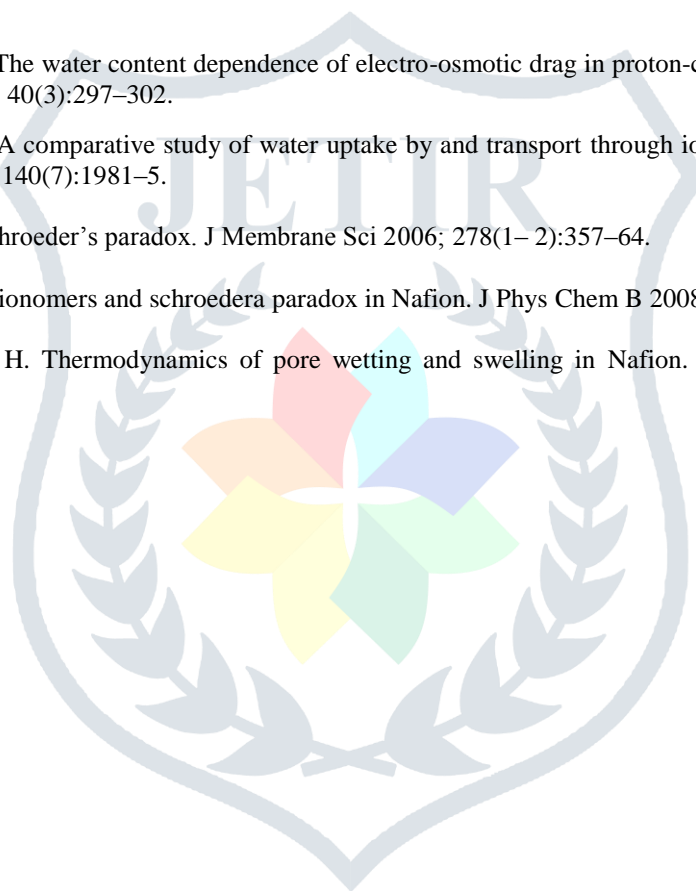 The water content dependence of electro-osmotic drag in proton-c
40(3):297–302.
A comparative study of water uptake by and transport through io
140(7):1981–5.
JETIR
hroeder's paradox. J Membrane Sci 2006; 278(1– 2):357–64.
ionomers and schroedera paradox in Nafion. J Phys Chem B 2008
H. Thermodynamics of pore wetting and swelling in Nafion.